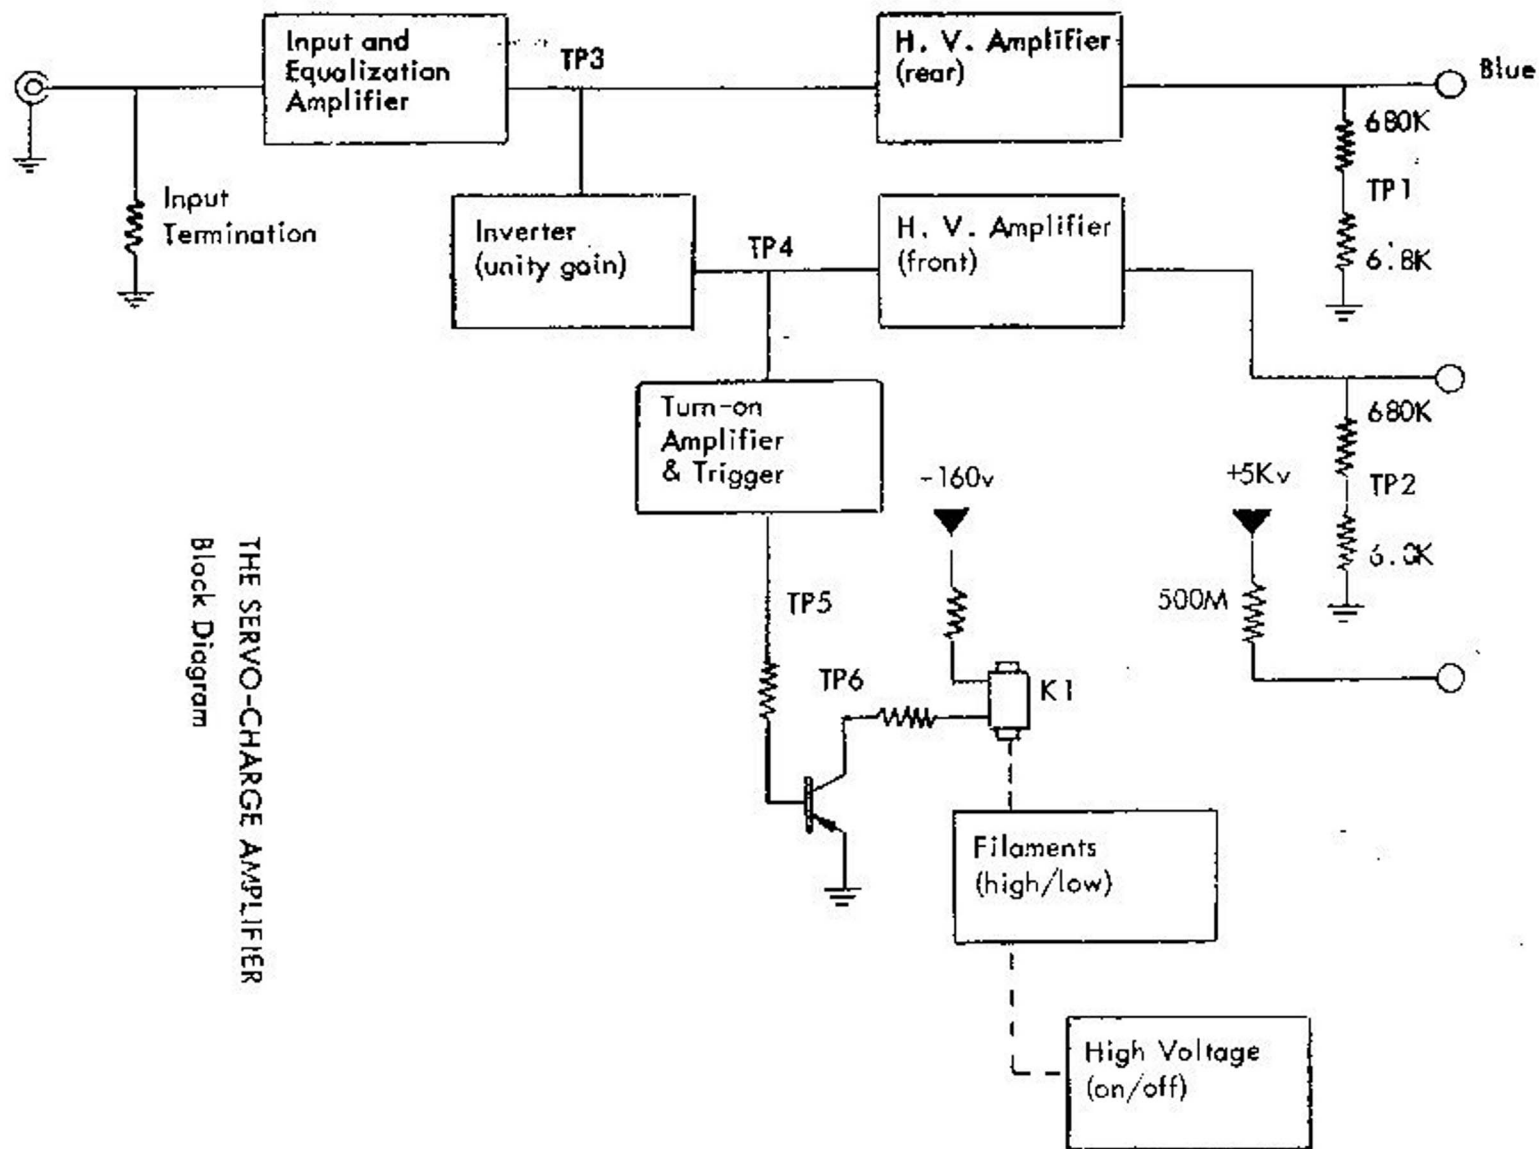 Input and
Equalization
Amplifier
TP3
H. V. Amplifier
(rear)
Blue
680K
TP1
6.8K
Input
Termination
Inverter
(unity gain)
TP4
H. V. Amplifier
(front)
680K
TP2
Turn-on
Amplifier
& Trigger
-160v
+5Kv
500M
TP5
TP6
K1
Filaments
(high/low)
High Voltage
(on/off)
THE SERVO-CHARGE AMPLIFIER
Block Diagram